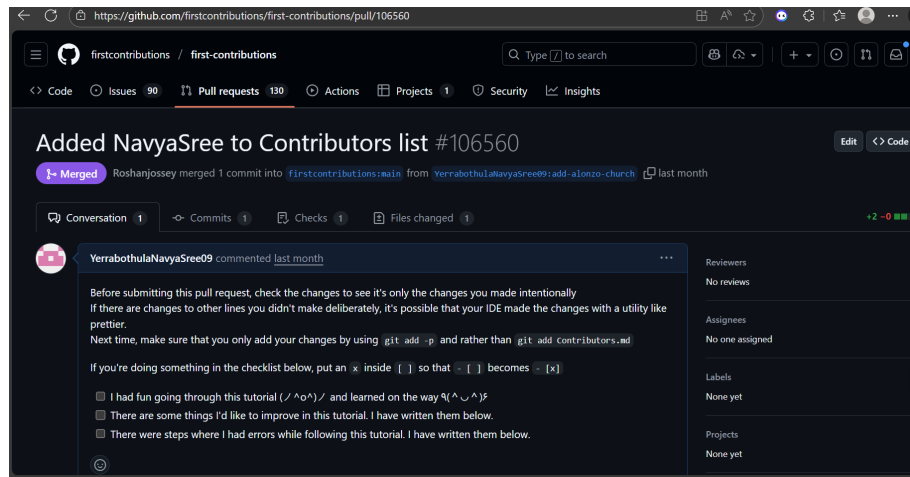 https://github.com/firstcontributions/first-contributions/pull/106560
firstcontributions / first-contributions
Type / to search
<> Code
Issues 90
Pull requests 130
Actions
Projects 1
Security
Insights
Added NavyaSree to Contributors list #106560
Edit
<> Code
Merged
Roshanjossey merged 1 commit into firstcontributions:main from YerrabothulaNavyaSree09:add-alonzo-church last month
Conversation 1
Commits 1
Checks 1
Files changed 1
+2 −0
YerrabothulaNavyaSree09 commented last month
Before submitting this pull request, check the changes to see it's only the changes you made intentionally
If there are changes to other lines you didn't make deliberately, it's possible that your IDE made the changes with a utility like
prettier.
Next time, make sure that you only add your changes by using git add -p and rather than git add Contributors.md
If you're doing something in the checklist below, put an x inside [ ] so that - [ ] becomes - [x]
I had fun going through this tutorial (ノ^o^)ノ and learned on the way ٩(^◡^)۶
There are some things I'd like to improve in this tutorial. I have written them below.
There were steps where I had errors while following this tutorial. I have written them below.
Reviewers
No reviews
Assignees
No one assigned
Labels
None yet
Projects
None yet